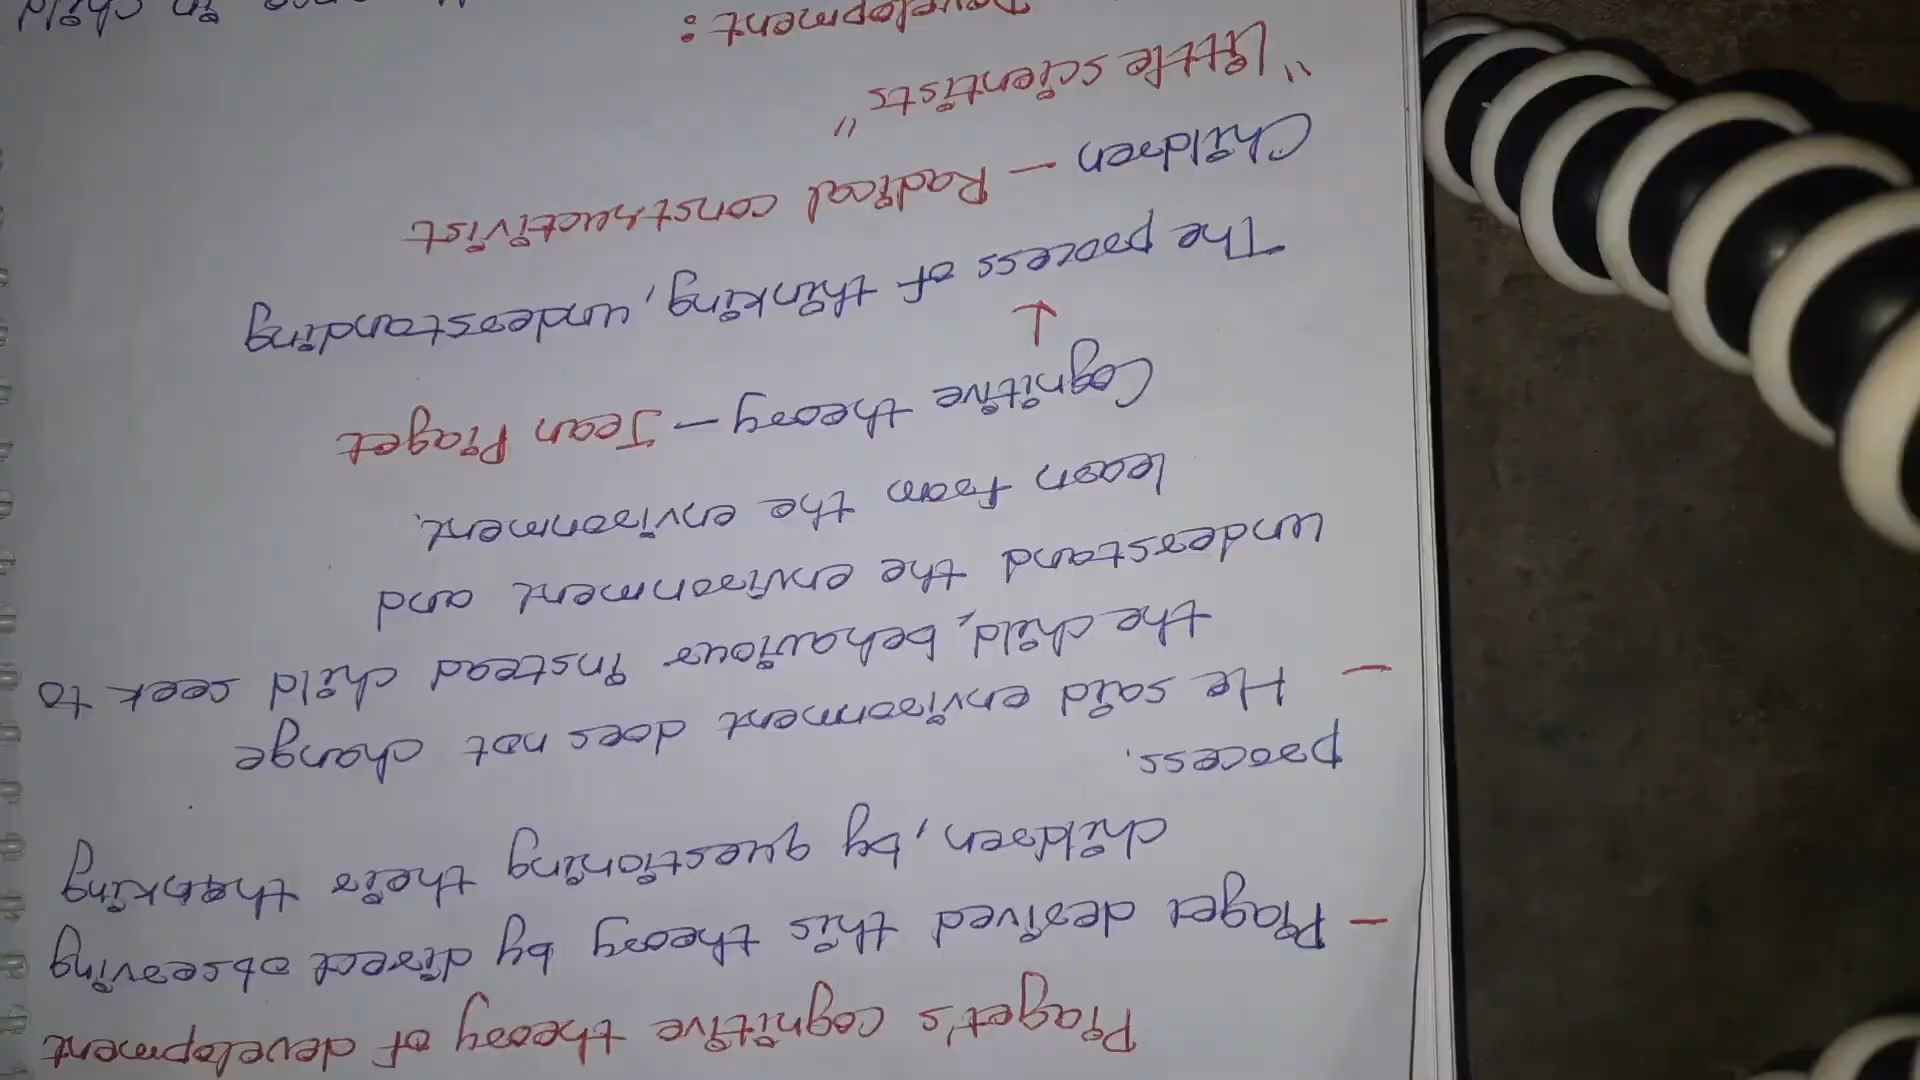 Piaget's cognitive theory of development
- Piaget derived this theory by direct observing
children, by questioning their thinking
process.
- He said environment does not change
the child, behaviour instead child seek to
understand the environment and
learn from the environment.
Cognitive theory - Jean Piaget
↓
The process of thinking, understanding
Children - Radical constructivist
"Little scientists"
Development:
in child